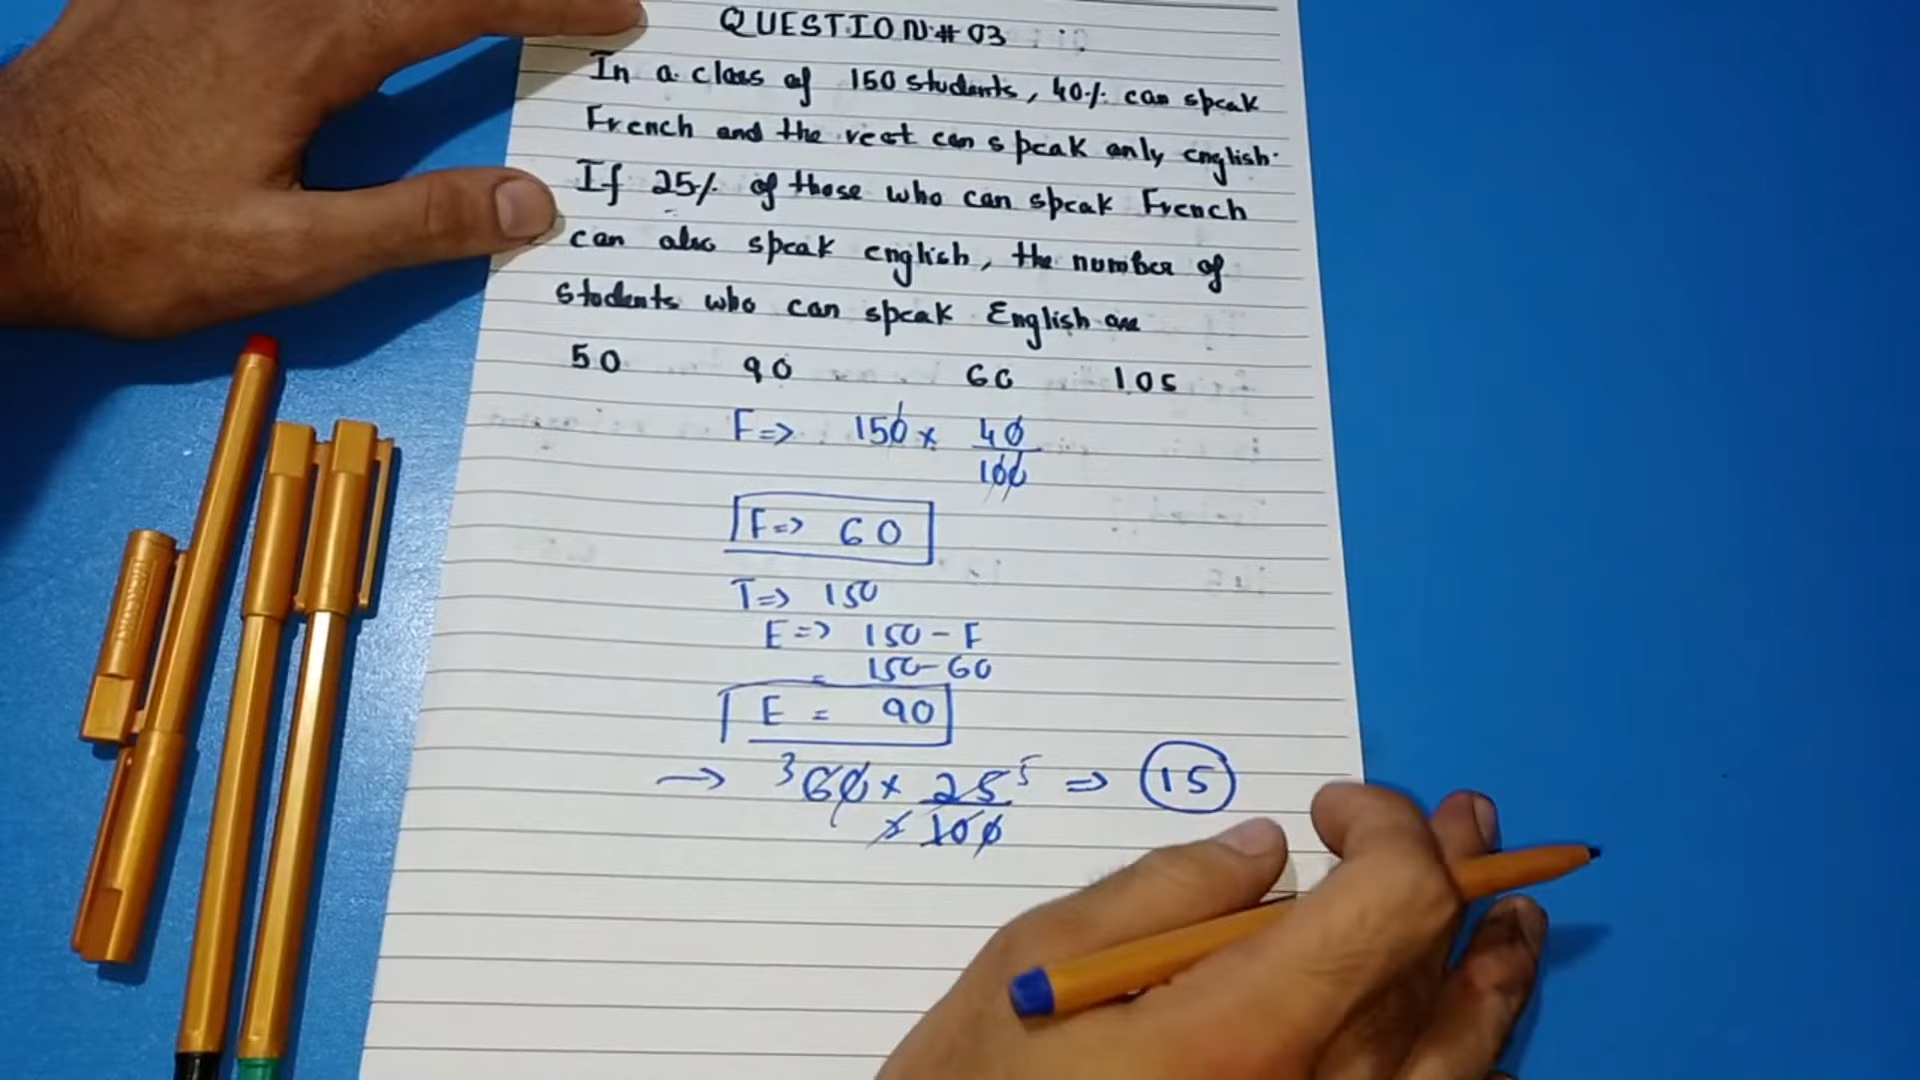 QUESTION # 03
In a class of 150 students, 40% can speak
French and the rest can speak only english.
If 25% of those who can speak French
can also speak english, the number of
students who can speak English are
50 90 60 105
F => 150 × 40
100
F => 60
T => 150
E => 150 - F
= 150-60
E = 90
→ 3 60 × 25 5 => 15
100